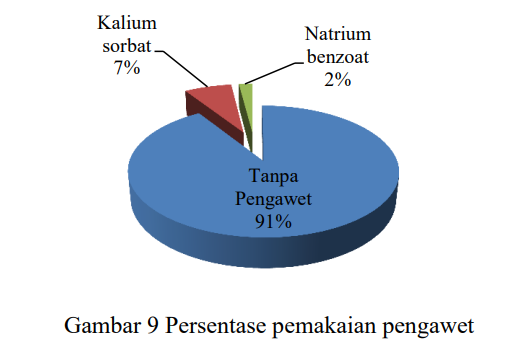 Kalium
sorbat
7%
Natrium
benzoat
2%
Tanpa
Pengawet
91%
Gambar 9 Persentase pemakaian pengawet